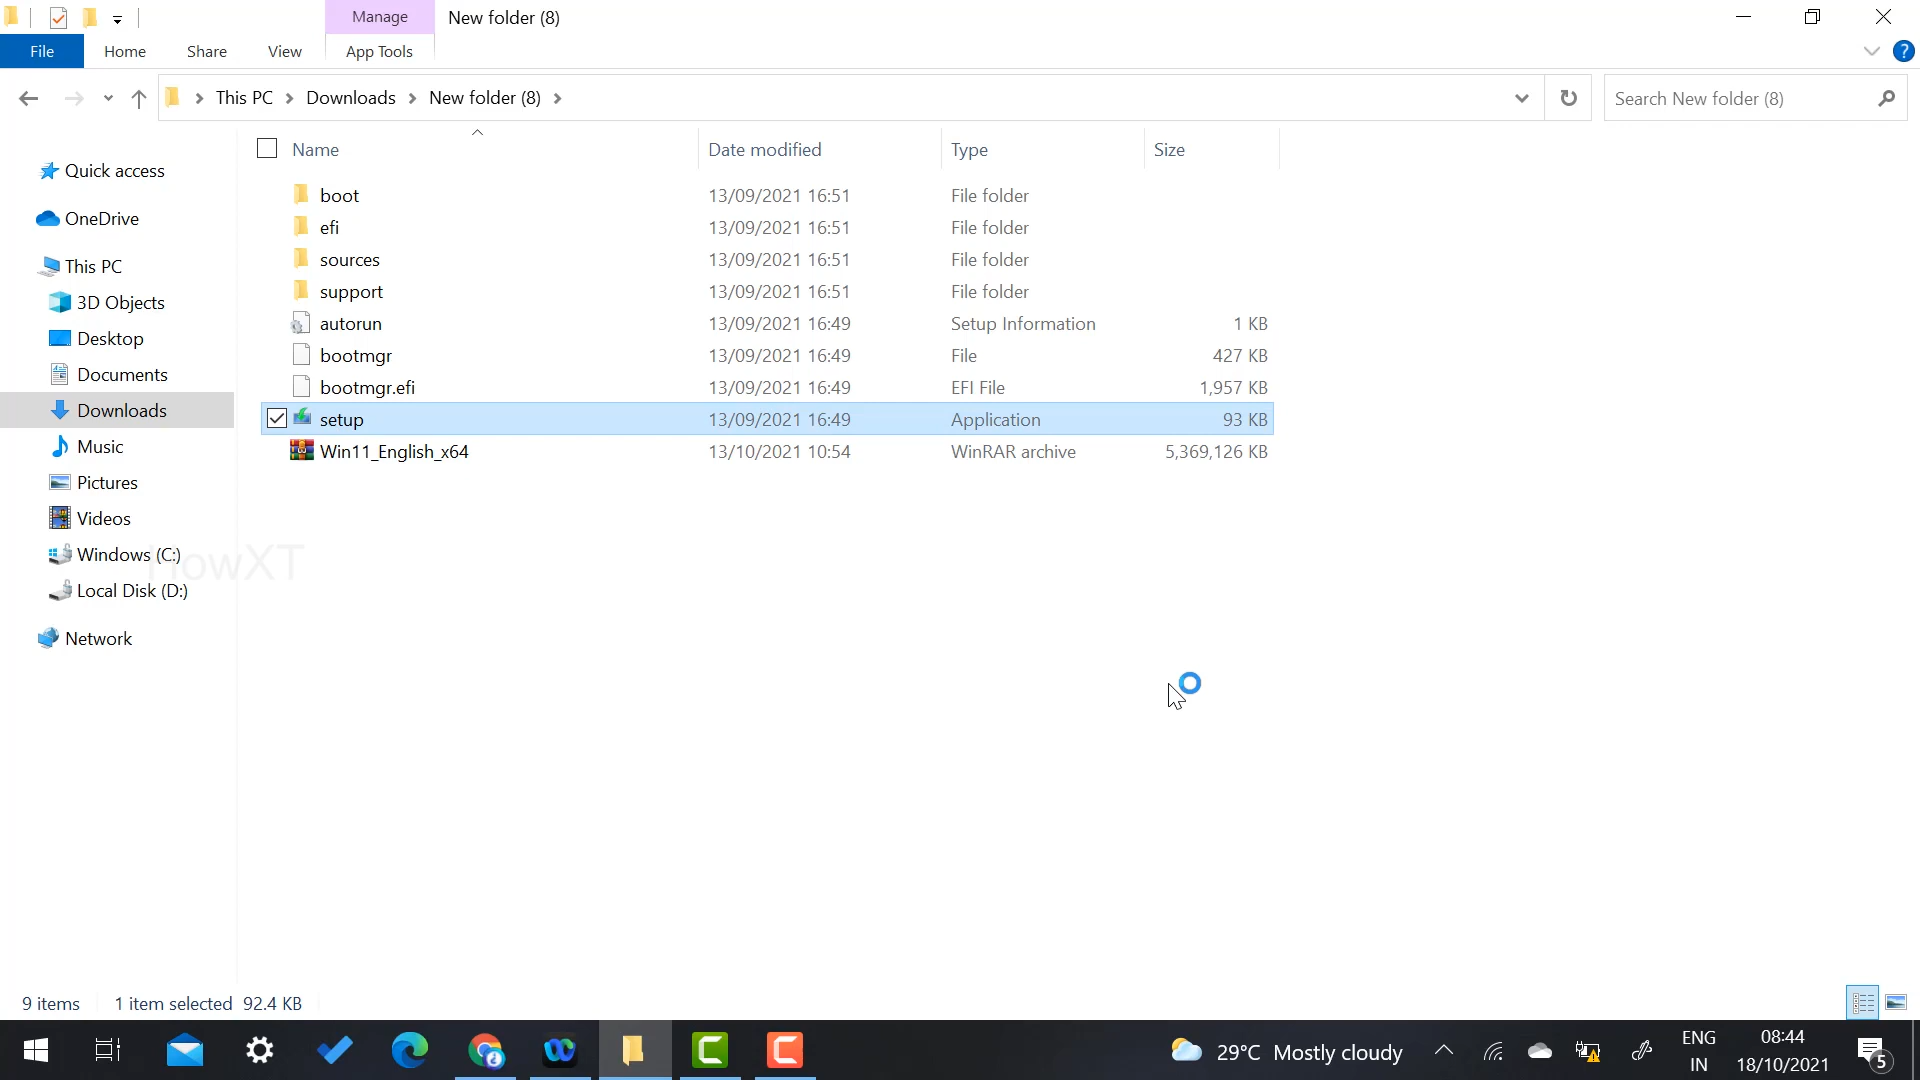 Manage
New folder (8)
File
Home
Share
View
App Tools
This PC
Downloads
New folder (8)
Search New folder (8)
Name
Date modified
Type
Size
Quick access
OneDrive
This PC
3D Objects
Desktop
Documents
Downloads
Music
Pictures
Videos
Windows (C:)
Local Disk (D:)
Network
boot 13/09/2021 16:51 File folder
efi 13/09/2021 16:51 File folder
sources 13/09/2021 16:51 File folder
support 13/09/2021 16:51 File folder
autorun 13/09/2021 16:49 Setup Information 1 KB
bootmgr 13/09/2021 16:49 File 427 KB
bootmgr.efi 13/09/2021 16:49 EFI File 1,957 KB
setup 13/09/2021 16:49 Application 93 KB
Win11_English_x64 13/10/2021 10:54 WinRAR archive 5,369,126 KB
howXT
9 items 1 item selected 92.4 KB
29°C Mostly cloudy
ENG
IN
08:44
18/10/2021
5